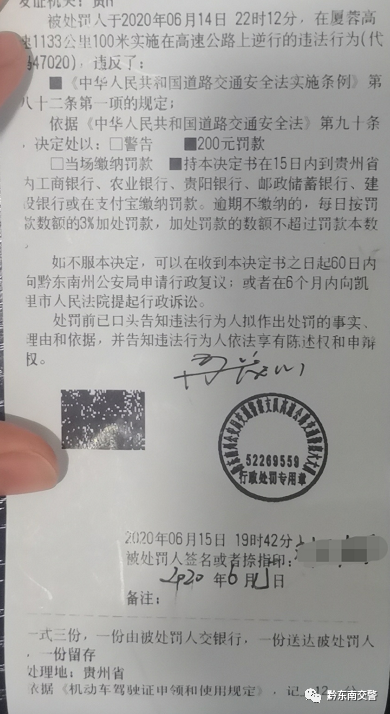 发证机关：贵H
被处罚人于2020年06月14日 22时12分，在厦蓉高
速1133公里100米实施在高速公路上逆行的违法行为(代
码47020)，违反了：
■《中华人民共和国道路交通安全法实施条例》第
八十二条第一项的规定；
依据《中华人民共和国道路交通安全法》第九十条
，决定处以：□警告 ■200元罚款
□当场缴纳罚款 ■持本决定书在15日内到贵州省
内工商银行、农业银行、贵阳银行、邮政储蓄银行、建
设银行或在支付宝缴纳罚款。逾期不缴纳的，每日按罚
款数额的3%加处罚款，加处罚款的数额不超过罚款本数
。
如不服本决定，可以在收到本决定书之日起60日内
向黔东南州公安局申请行政复议；或者在6个月内向凯
里市人民法院提起行政诉讼。
处罚前已口头告知违法行为人拟作出处罚的事实、
理由和依据，并告知违法行为人依法享有陈述权和申辩
权。
52269559
行政处罚专用章
2020年06月15日 19时42分
被处罚人签名或者捺指印：
2020 年 6 月 日
备注：
一式三份，一份由被处罚人交银行，一份送达被处罚人
，一份留存
处理地：贵州省
依据《机动车驾驶证申领和使用规定》，记12
黔东南交警